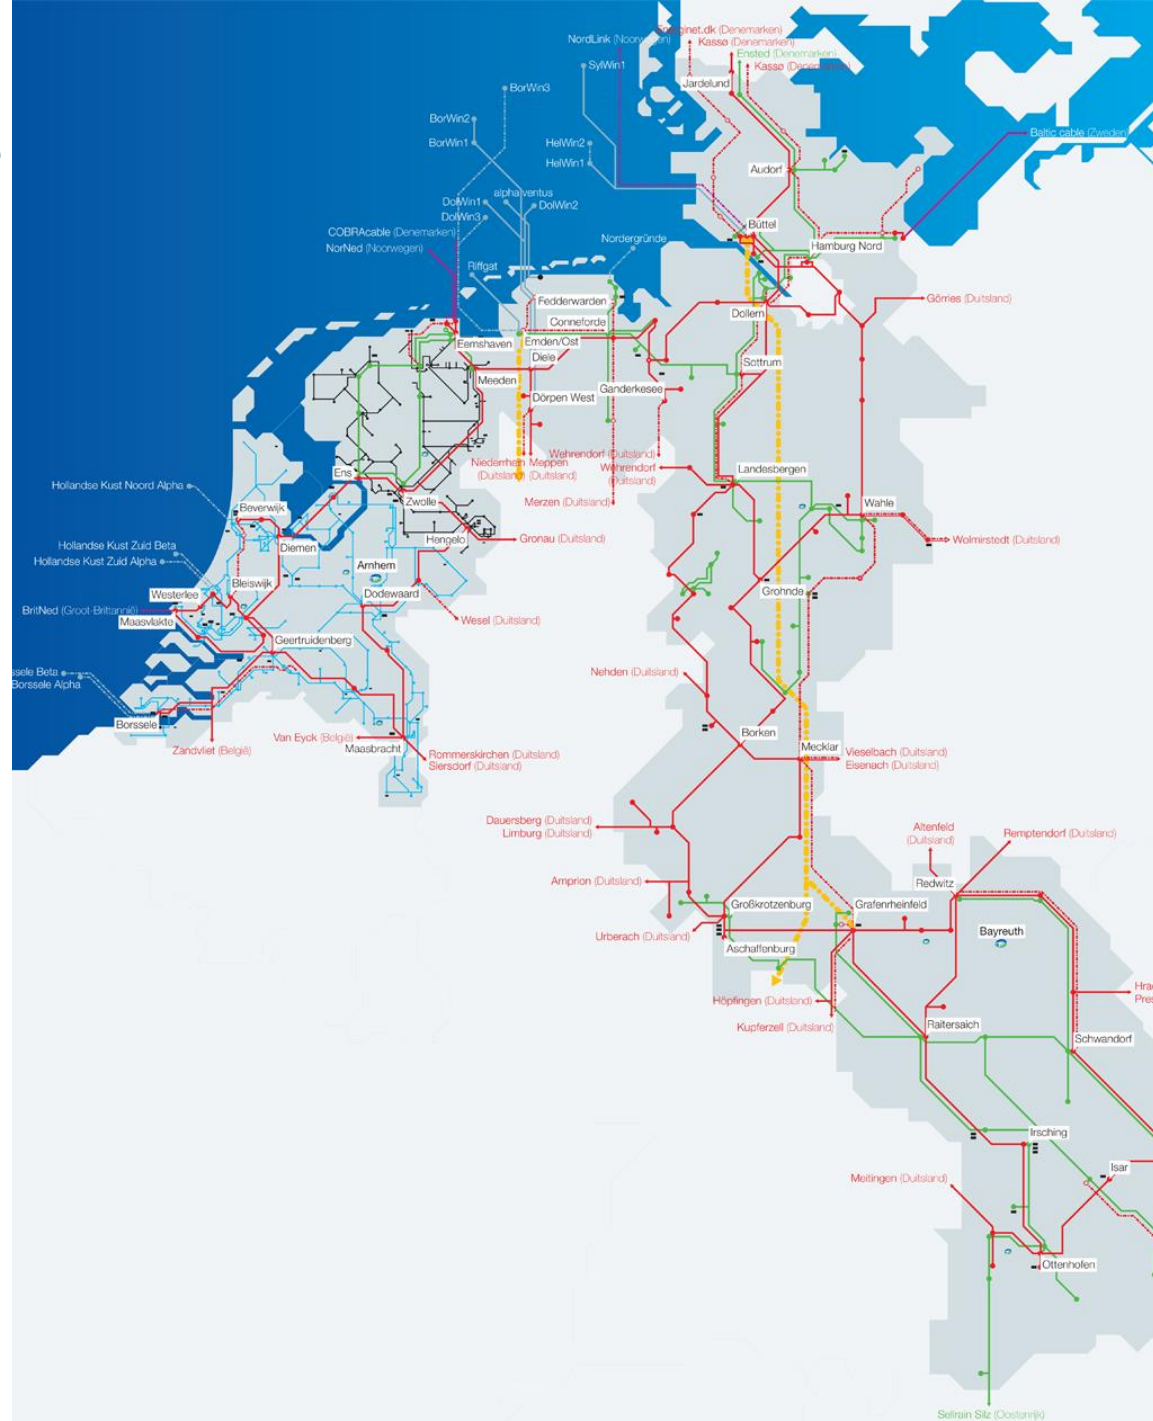 Kassø (Denemarken)
NordLink (Noorwegen)
Ensted (Denemarken)
Kassø (Denemarken)
SylWin1
Jardelund
BorWin3
BorWin2
Baltic cable (Zweden)
BorWin1
HelWin2
HelWin1
Audorf
alpha ventus
DolWin1
DolWin2
DolWin3
Büttel
COBRAcable (Denemarken)
Nordergründe
Hamburg Nord
NorNed (Noorwegen)
Riffgat
Fedderwarden
Görries (Duitsland)
Conneforde
Dollern
Eemshaven
Emden/Ost
Diele
Sottrum
Meeden
Ganderkesee
Dörpen West
Wehrendorf (Duitsland)
Niederrhein
(Duitsland)
Meppen
(Duitsland)
Wehrendorf
(Duitsland)
Landesbergen
Ens
Hollandse Kust Noord Alpha
Zwolle
Merzen (Duitsland)
Wahle
Beverwijk
Hengelo
Gronau (Duitsland)
Wolmirstedt (Duitsland)
Diemen
Hollandse Kust Zuid Beta
Hollandse Kust Zuid Alpha
Arnhem
Bleiswijk
Westerlee
Dodewaard
Grohnde
BritNed (Groot-Brittannië)
Maasvlakte
Wesel (Duitsland)
Geertruidenberg
ssele Beta
Borssele Alpha
Nehden (Duitsland)
Borssele
Zandvliet (België)
Van Eyck (België)
Maasbracht
Borken
Mecklar
Vieselbach (Duitsland)
Eisenach (Duitsland)
Rommerskirchen (Duitsland)
Siersdorf (Duitsland)
Dauersberg (Duitsland)
Limburg (Duitsland)
Altenfeld
(Duitsland)
Remptendorf (Duitsland)
Amprion (Duitsland)
Redwitz
Großkrotzenburg
Grafenrheinfeld
Urberach (Duitsland)
Bayreuth
Aschaffenburg
Höpfingen (Duitsland)
Kupferzell (Duitsland)
Raitersaich
Schwandorf
Irsching
Isar
Meitingen (Duitsland)
Ottenhofen
Sellrain Silz (Oostenrijk)